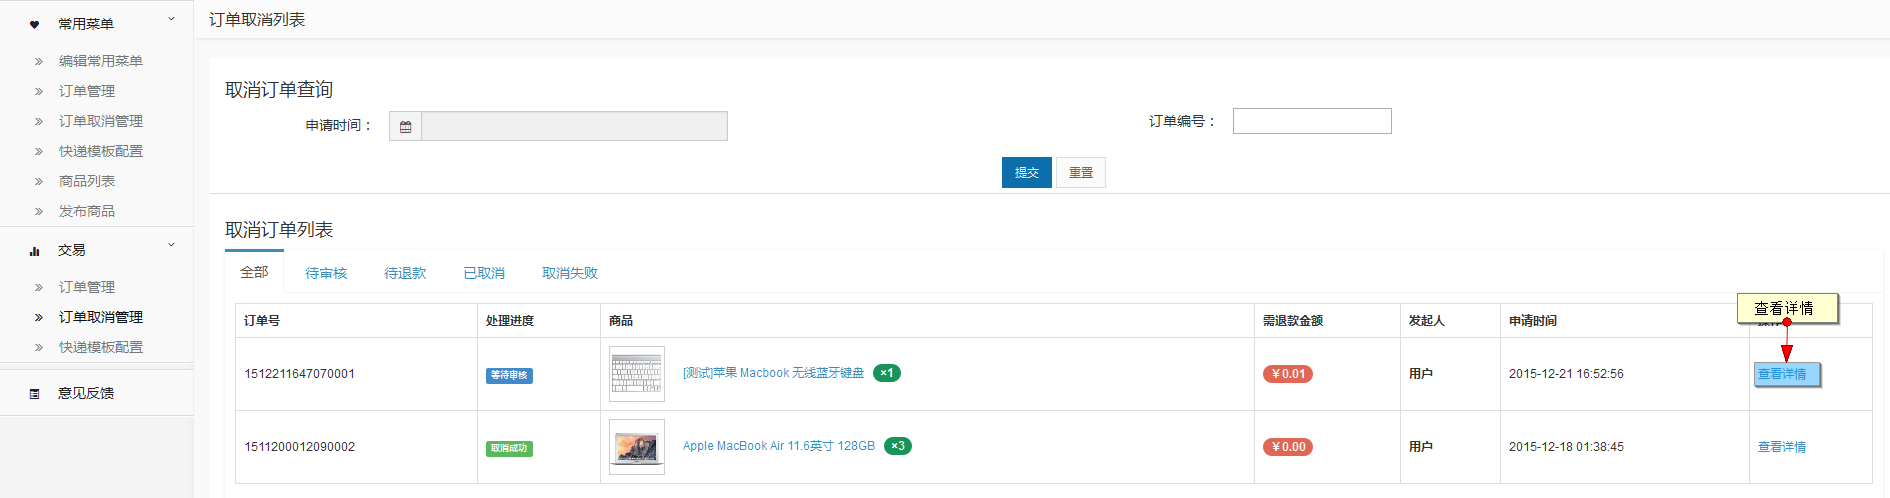 常用菜单
编辑常用菜单
订单管理
订单取消管理
快递模板配置
商品列表
发布商品
交易
订单管理
订单取消管理
快递模板配置
意见反馈
订单取消列表
取消订单查询
申请时间： 订单编号：
提交 重置
取消订单列表
全部 待审核 待退款 已取消 取消失败
查看详情
订单号 处理进度 商品 需退款金额 发起人 申请时间
1512211647070001 等待审核 [测试]苹果 Macbook 无线蓝牙键盘 ×1 ￥0.01 用户 2015-12-21 16:52:56 查看详情
1511200012090002 取消成功 Apple MacBook Air 11.6英寸 128GB ×3 ￥0.00 用户 2015-12-18 01:38:45 查看详情